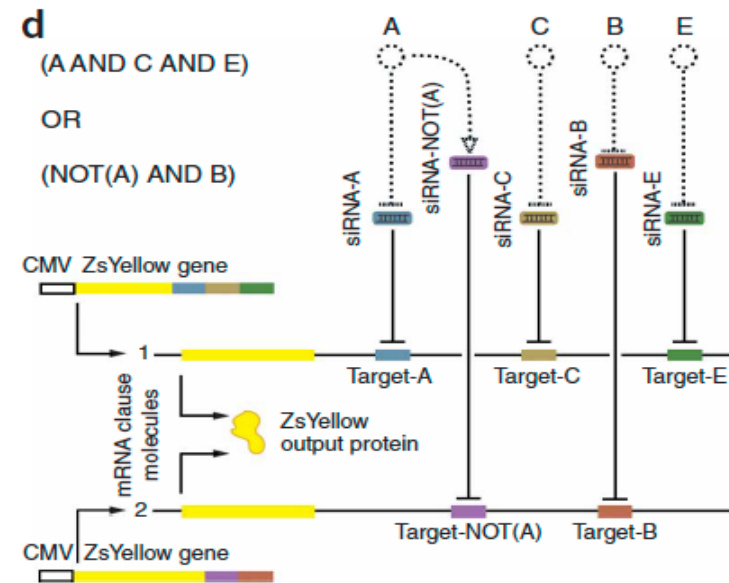 d
(A AND C AND E)
OR
(NOT(A) AND B)
A C B E
siRNA-A
siRNA-NOT(A)
siRNA-C
siRNA-B
siRNA-E
CMV ZsYellow gene
1
Target-A Target-C Target-E
mRNA clause
molecules
ZsYellow
output protein
2
Target-NOT(A) Target-B
CMV ZsYellow gene